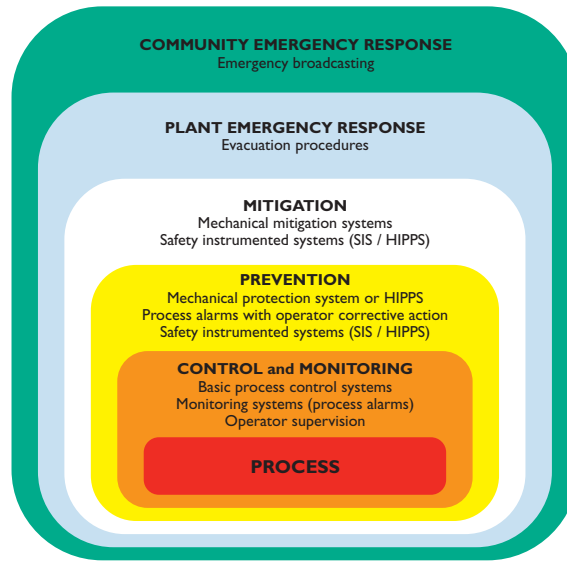 COMMUNITY EMERGENCY RESPONSE
Emergency broadcasting
PLANT EMERGENCY RESPONSE
Evacuation procedures
MITIGATION
Mechanical mitigation systems
Safety instrumented systems (SIS / HIPPS)
PREVENTION
Mechanical protection system or HIPPS
Process alarms with operator corrective action
Safety instrumented systems (SIS / HIPPS)
CONTROL and MONITORING
Basic process control systems
Monitoring systems (process alarms)
Operator supervision
PROCESS